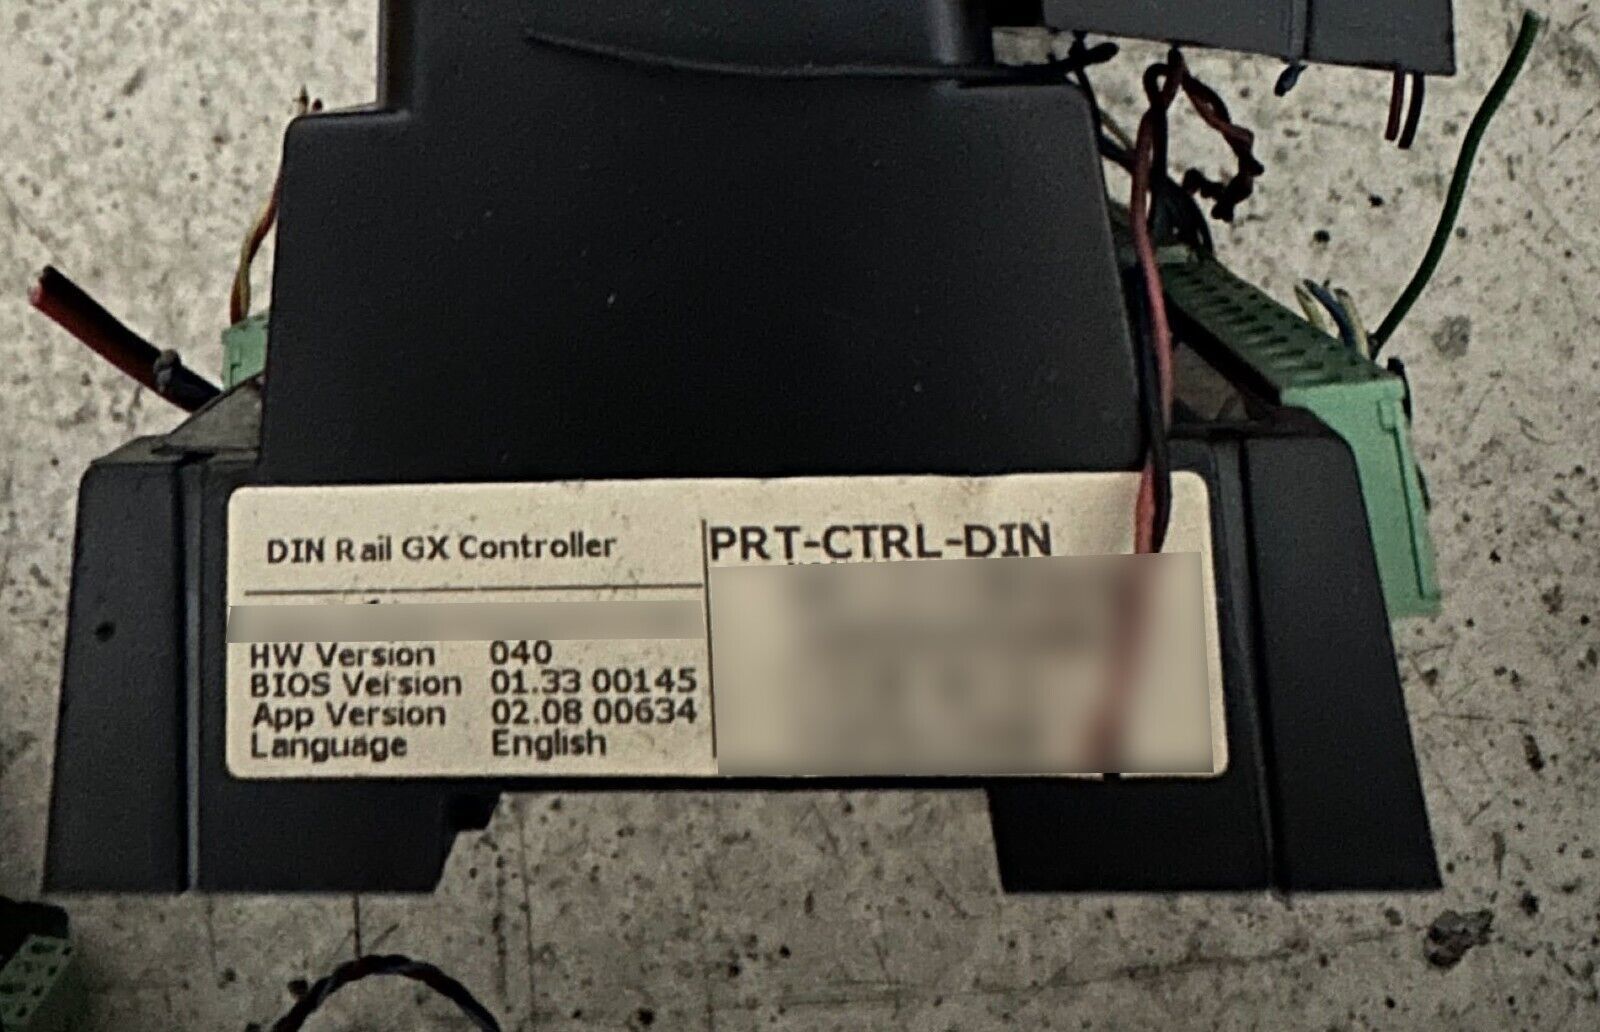 DIN Rail GX Controller
PRT-CTRL-DIN
HW Version 040
BIOS Version 01.33 00145
App Version 02.08 00634
Language English